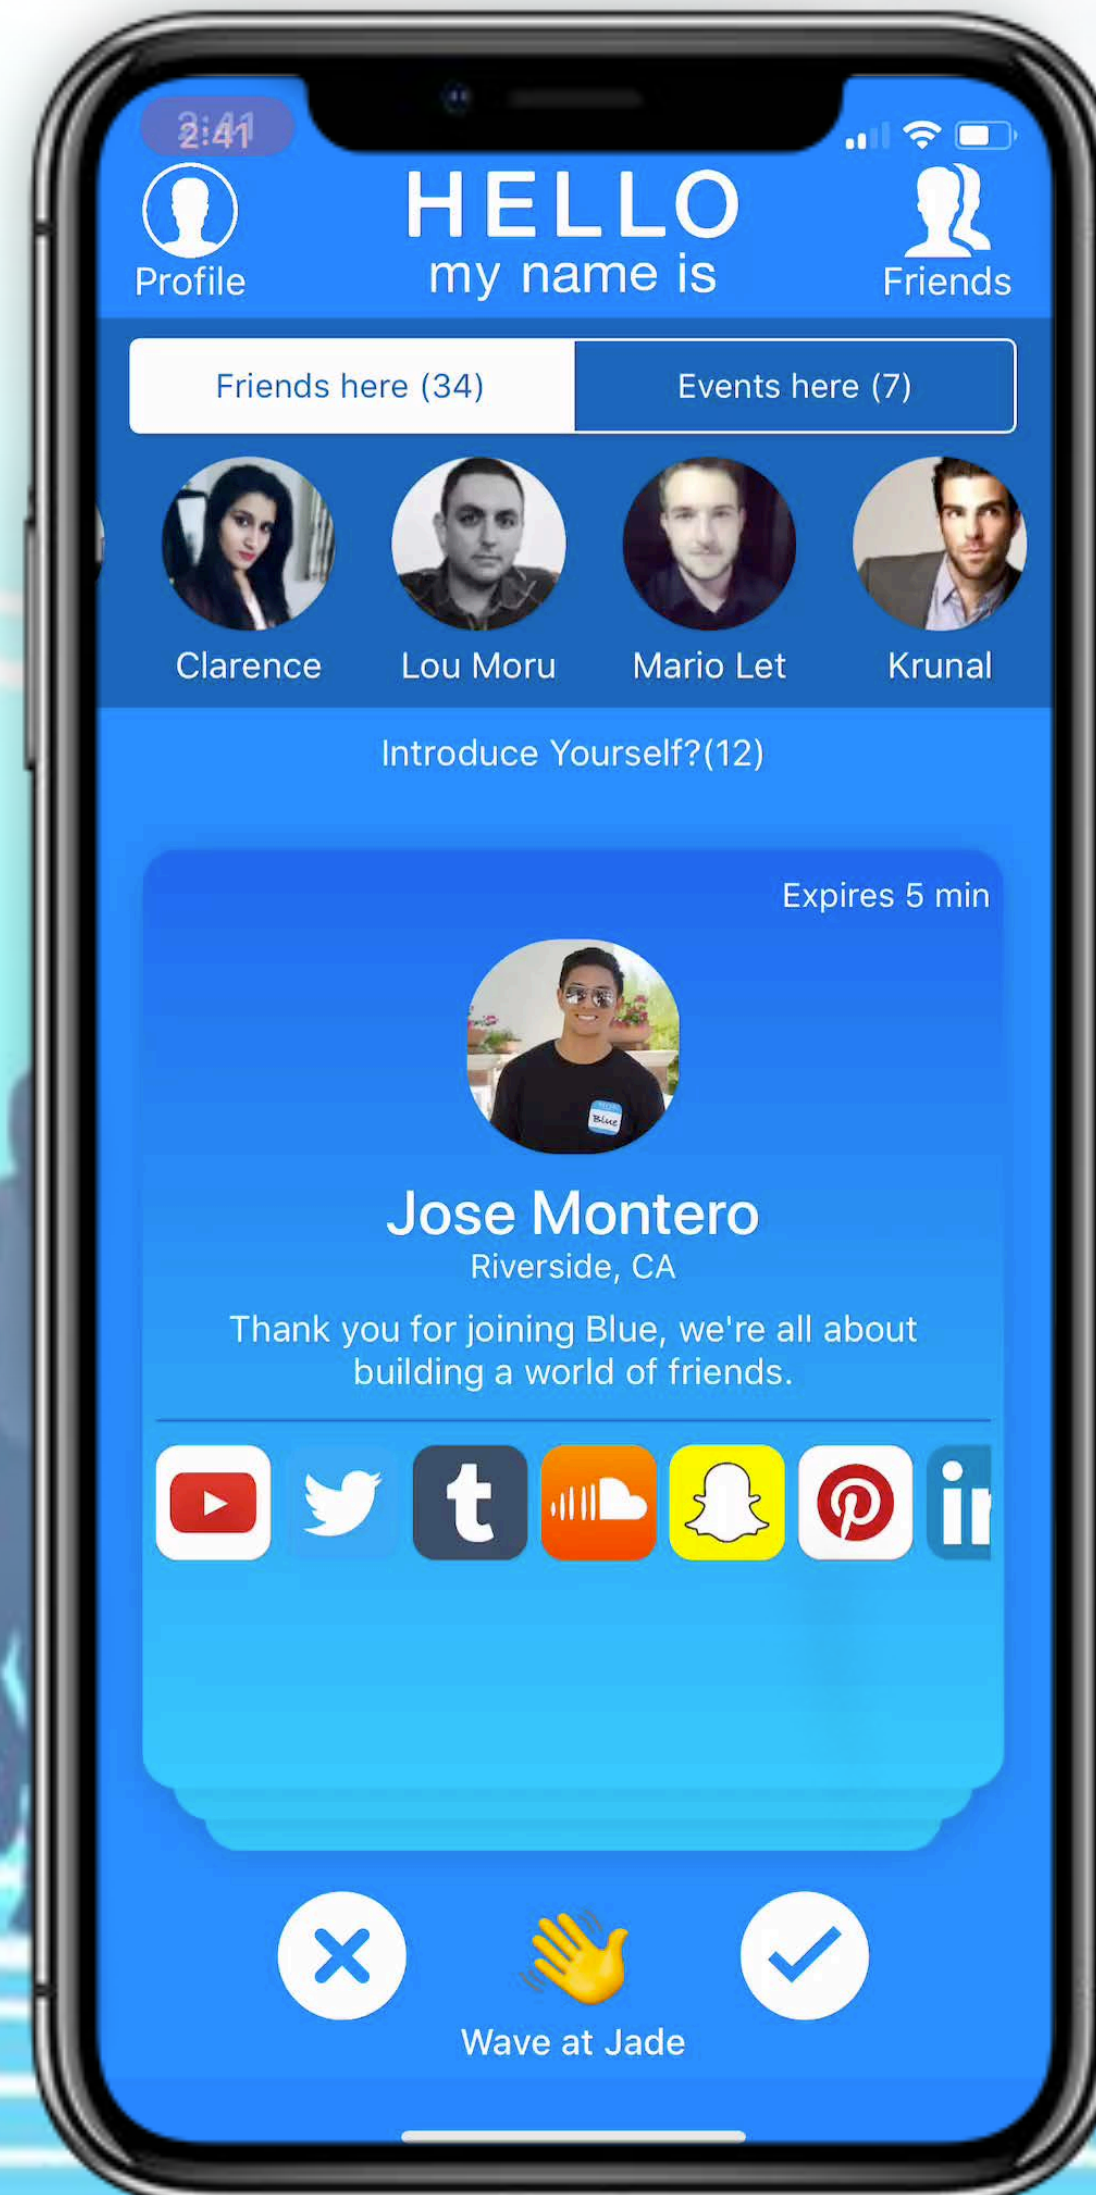 2:41
HELLO
my name is
Profile
Friends
Friends here (34)
Events here (7)
Clarence
Lou Moru
Mario Let
Krunal
Introduce Yourself?(12)
Expires 5 min
Blue
Jose Montero
Riverside, CA
Thank you for joining Blue, we're all about
building a world of friends.
t
in
Wave at Jade